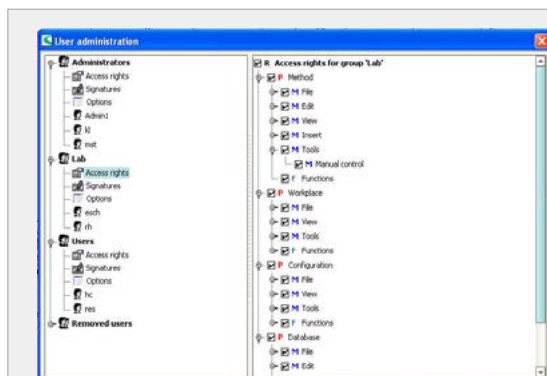 User administration
Administrators
Access rights
Signatures
Options
Admin1
kl
mst
Lab
Access rights
Signatures
Options
esch
rh
Users
Access rights
Signatures
Options
hc
res
Removed users
R Access rights for group 'Lab'
P Method
M File
M Edit
M View
M Insert
M Tools
M Manual control
F Functions
P Workplace
M File
M View
M Tools
F Functions
P Configuration
M File
M View
M Tools
F Functions
P Database
M File
M Edit